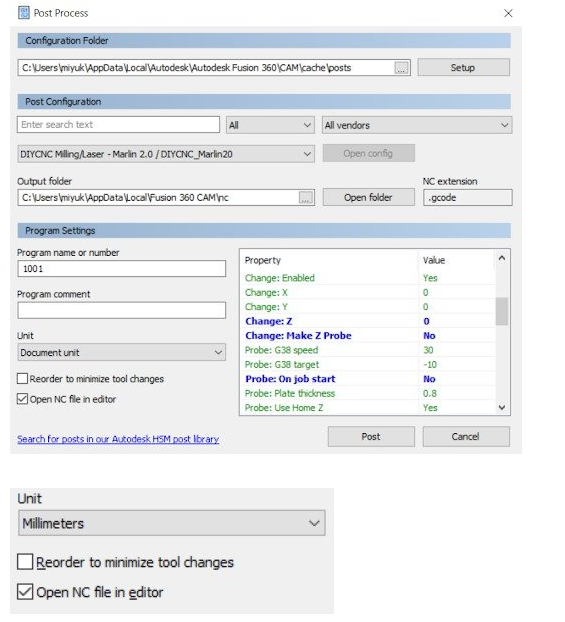 Post Process
Configuration Folder
C:\Users\miyuk\AppData\Local\Autodesk\Autodesk Fusion 360\CAM\cache\posts
...
Setup
Post Configuration
Enter search text
All
All vendors
DIYCNC Milling/Laser - Marlin 2.0 / DIYCNC_Marlin20
Open config
Output folder
NC extension
C:\Users\miyuk\AppData\Local\Fusion 360 CAM\nc
...
Open folder
.gcode
Program Settings
Program name or number
1001
Program comment
Unit
Document unit
Reorder to minimize tool changes
Open NC file in editor
Property Value
Change: Enabled Yes
Change: X 0
Change: Y 0
Change: Z 0
Change: Make Z Probe No
Probe: G38 speed 30
Probe: G38 target -10
Probe: On job start No
Probe: Plate thickness 0.8
Probe: Use Home Z Yes
Search for posts in our Autodesk HSM post library
Post
Cancel
Unit
Millimeters
Reorder to minimize tool changes
Open NC file in editor